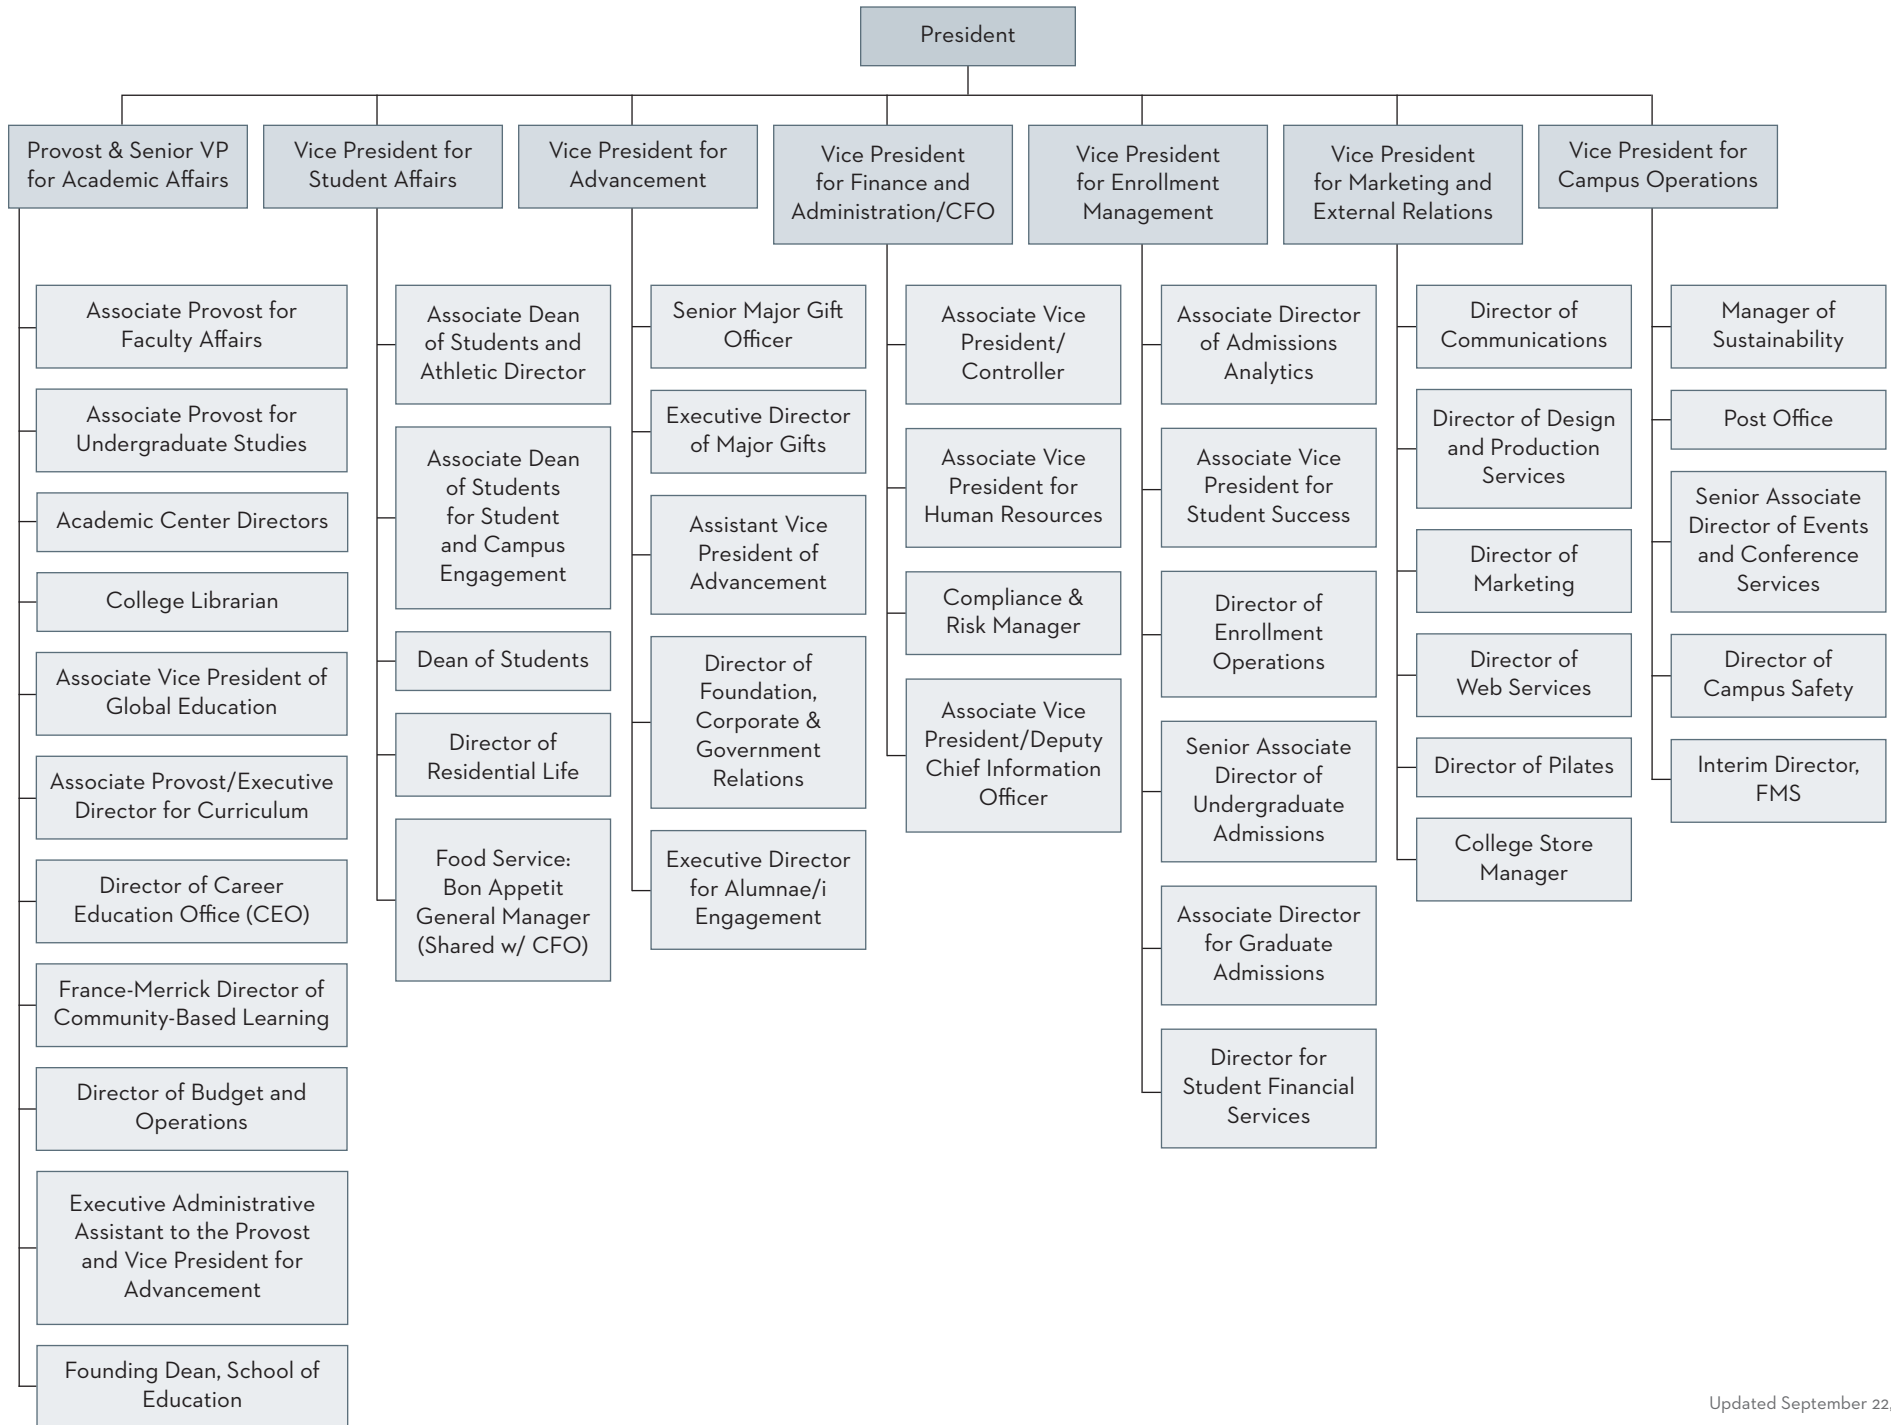 President
Provost & Senior VP
for Academic Affairs
Vice President for
Student Affairs
Vice President for
Advancement
Vice President
for Finance and
Administration/CFO
Vice President
for Enrollment
Management
Vice President
for Marketing and
External Relations
Vice President for
Campus Operations
Associate Provost for
Faculty Affairs
Associate Provost for
Undergraduate Studies
Academic Center Directors
College Librarian
Associate Vice President of
Global Education
Associate Provost/Executive
Director for Curriculum
Director of Career
Education Office (CEO)
France-Merrick Director of
Community-Based Learning
Director of Budget and
Operations
Executive Administrative
Assistant to the Provost
and Vice President for
Advancement
Founding Dean, School of
Education
Associate Dean
of Students and
Athletic Director
Associate Dean
of Students
for Student
and Campus
Engagement
Dean of Students
Director of
Residential Life
Food Service:
Bon Appetit
General Manager
(Shared w/ CFO)
Senior Major Gift
Officer
Executive Director
of Major Gifts
Assistant Vice
President of
Advancement
Director of
Foundation,
Corporate &
Government
Relations
Executive Director
for Alumnae/i
Engagement
Associate Vice
President/
Controller
Associate Vice
President for
Human Resources
Compliance &
Risk Manager
Associate Vice
President/Deputy
Chief Information
Officer
Associate Director
of Admissions
Analytics
Associate Vice
President for
Student Success
Director of
Enrollment
Operations
Senior Associate
Director of
Undergraduate
Admissions
Associate Director
for Graduate
Admissions
Director for
Student Financial
Services
Director of
Communications
Director of Design
and Production
Services
Director of
Marketing
Director of
Web Services
Director of Pilates
College Store
Manager
Manager of
Sustainability
Post Office
Senior Associate
Director of Events
and Conference
Services
Director of
Campus Safety
Interim Director,
FMS
Updated September 22,